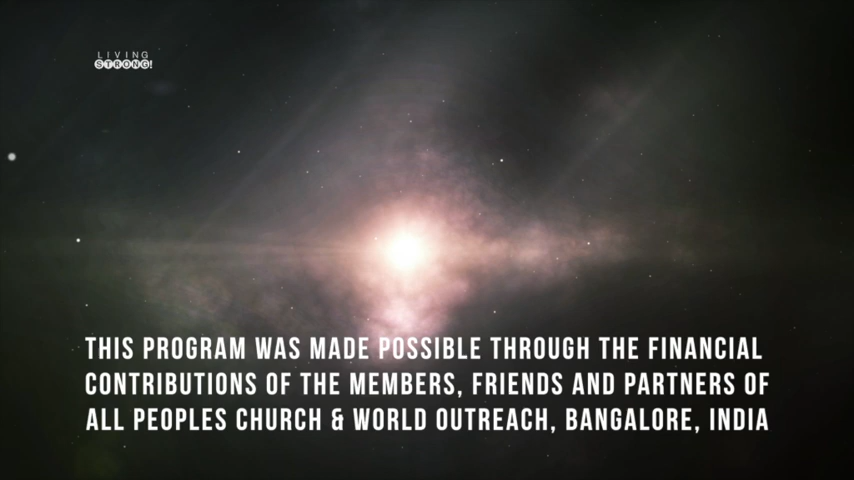 LIVING
STRONG!
THIS PROGRAM WAS MADE POSSIBLE THROUGH THE FINANCIAL
CONTRIBUTIONS OF THE MEMBERS, FRIENDS AND PARTNERS OF
ALL PEOPLES CHURCH & WORLD OUTREACH, BANGALORE, INDIA